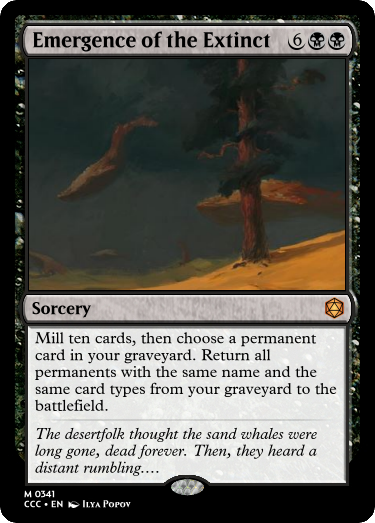 Emergence of the Extinct 6
Sorcery
Mill ten cards, then choose a permanent
card in your graveyard. Return all
permanents with the same name and the
same card types from your graveyard to the
battlefield.
The desertfolk thought the sand whales were
long gone, dead forever. Then, they heard a
distant rumbling....
M 0341
CCC • EN Ilya Popov